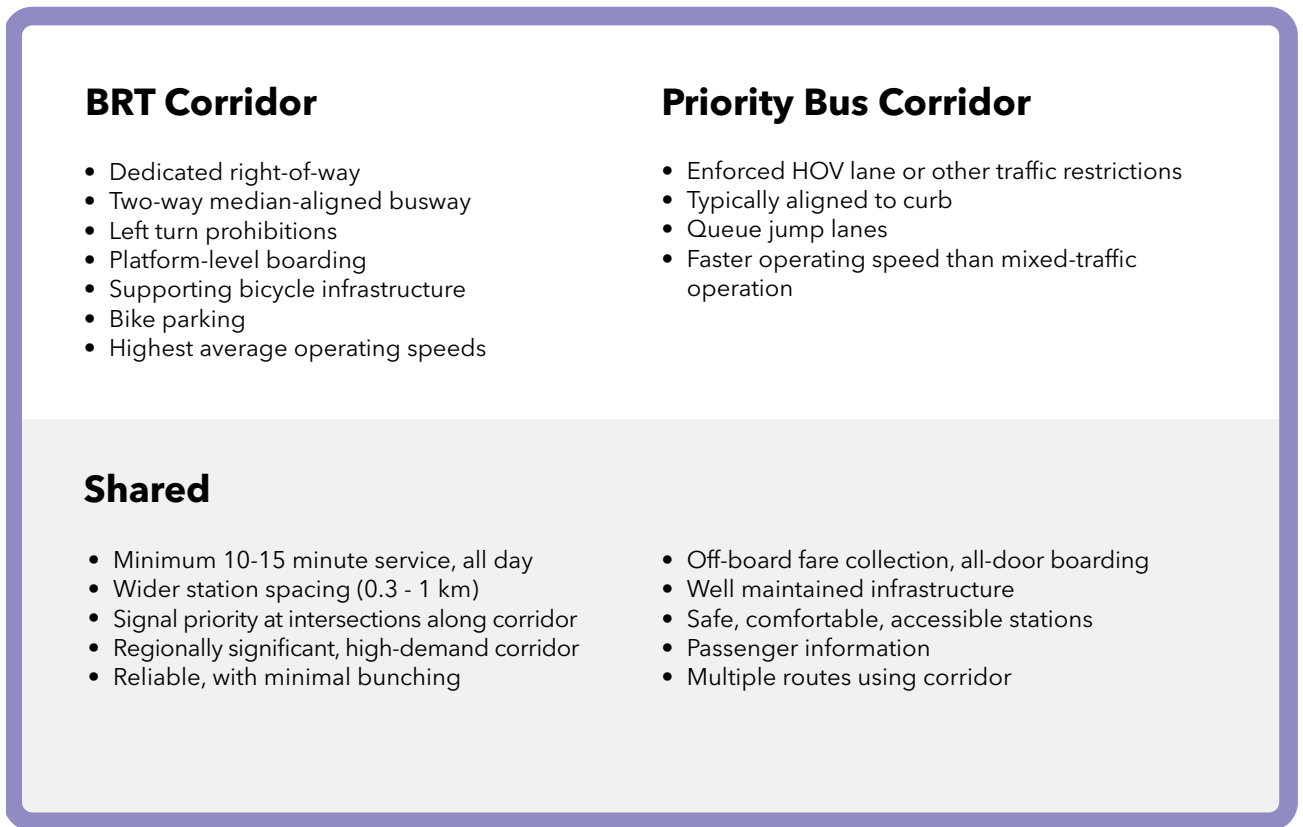 BRT Corridor
• Dedicated right-of-way
• Two-way median-aligned busway
• Left turn prohibitions
• Platform-level boarding
• Supporting bicycle infrastructure
• Bike parking
• Highest average operating speeds
Priority Bus Corridor
• Enforced HOV lane or other traffic restrictions
• Typically aligned to curb
• Queue jump lanes
• Faster operating speed than mixed-traffic
operation
Shared
• Minimum 10-15 minute service, all day
• Wider station spacing (0.3 - 1 km)
• Signal priority at intersections along corridor
• Regionally significant, high-demand corridor
• Reliable, with minimal bunching
• Off-board fare collection, all-door boarding
• Well maintained infrastructure
• Safe, comfortable, accessible stations
• Passenger information
• Multiple routes using corridor